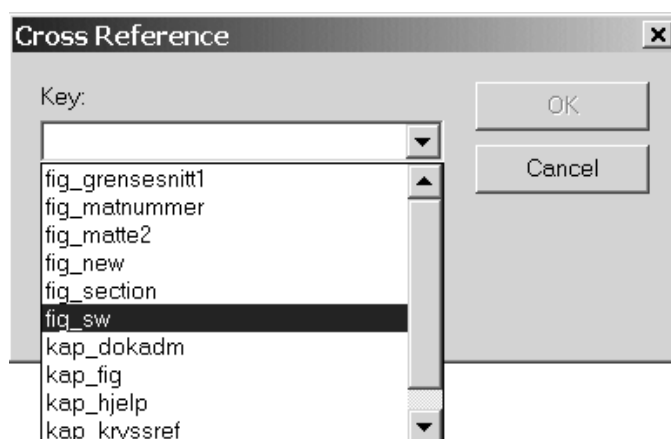 Cross Reference
Key:
OK
Cancel
fig_grensesnitt1
fig_matnummer
fig_matte2
fig_new
fig_section
fig_sw
kap_dokadm
kap_fig
kap_hjelp
kap_kryssref